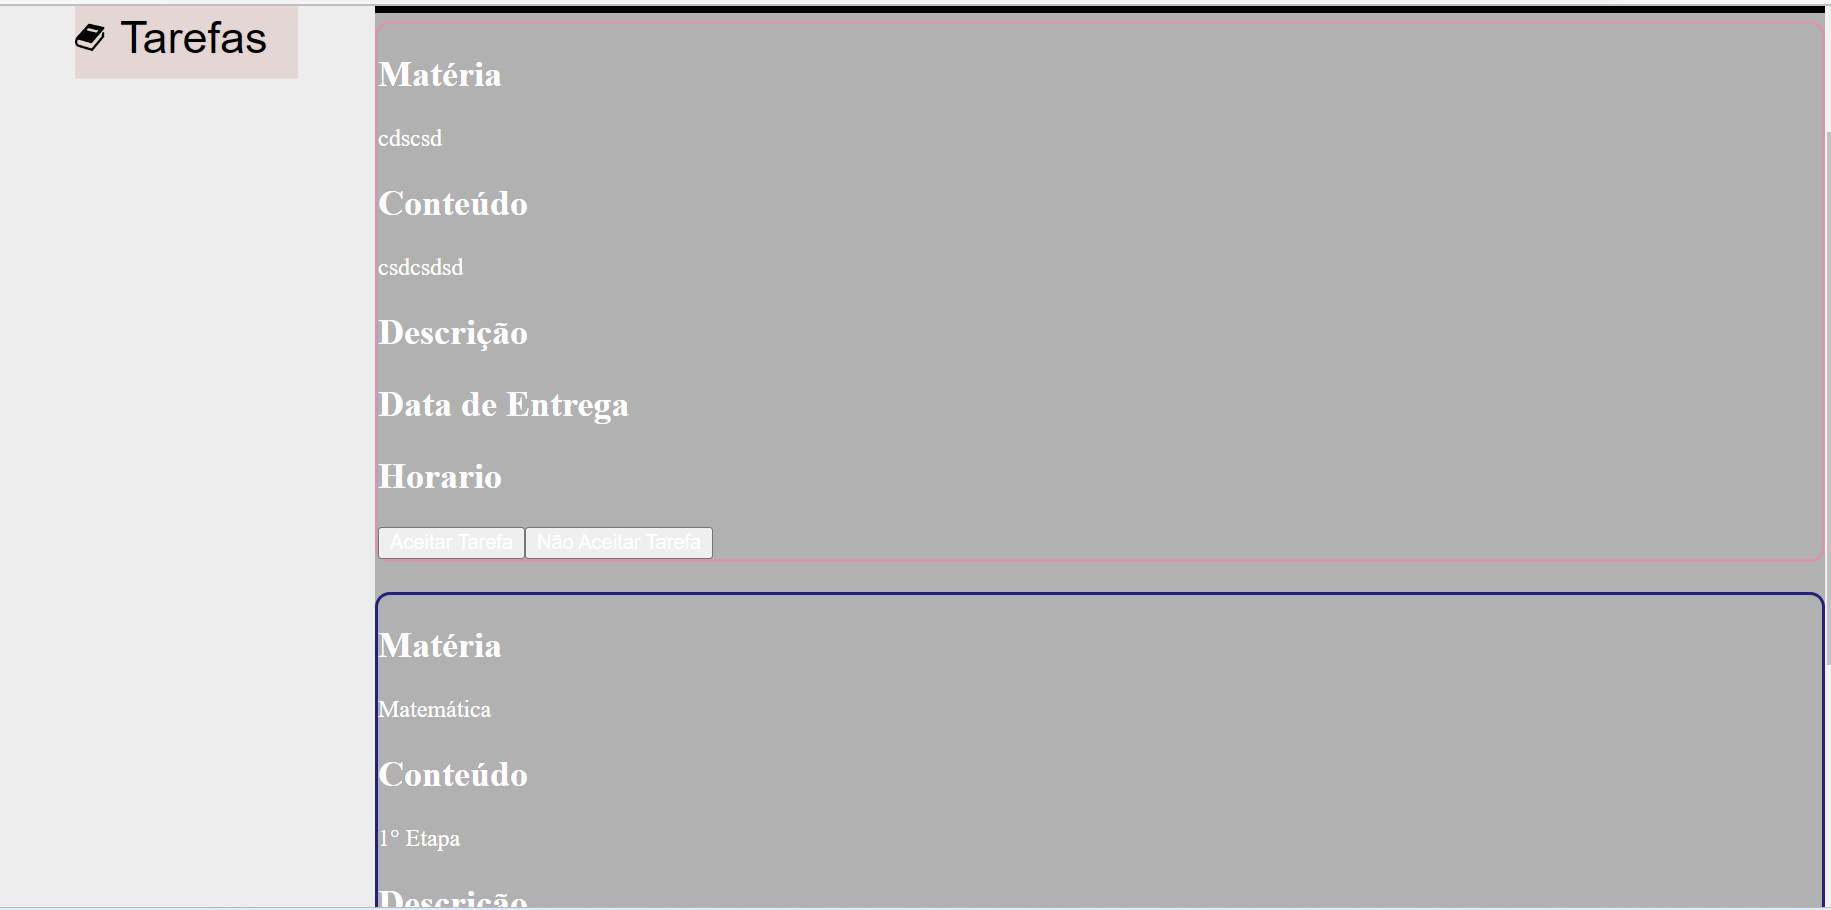 Tarefas
Matéria
cdscsd
Conteúdo
csdcsdsd
Descrição
Data de Entrega
Horario
Aceitar Tarefa Não Aceitar Tarefa
Matéria
Matemática
Conteúdo
1° Etapa
Descrição